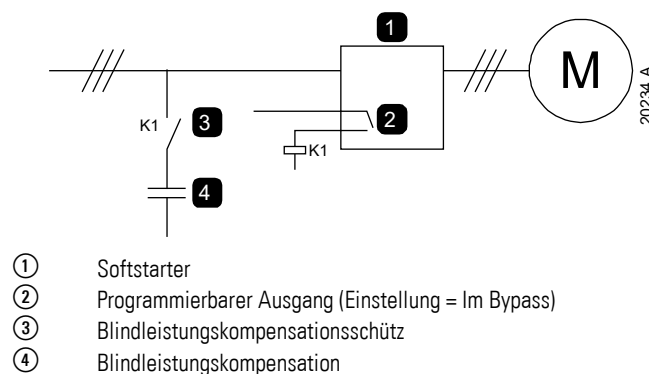 1
M
20234.A
K1
3
2
K1
4
① Softstarter
② Programmierbarer Ausgang (Einstellung = Im Bypass)
③ Blindleistungskompensationsschütz
④ Blindleistungskompensation